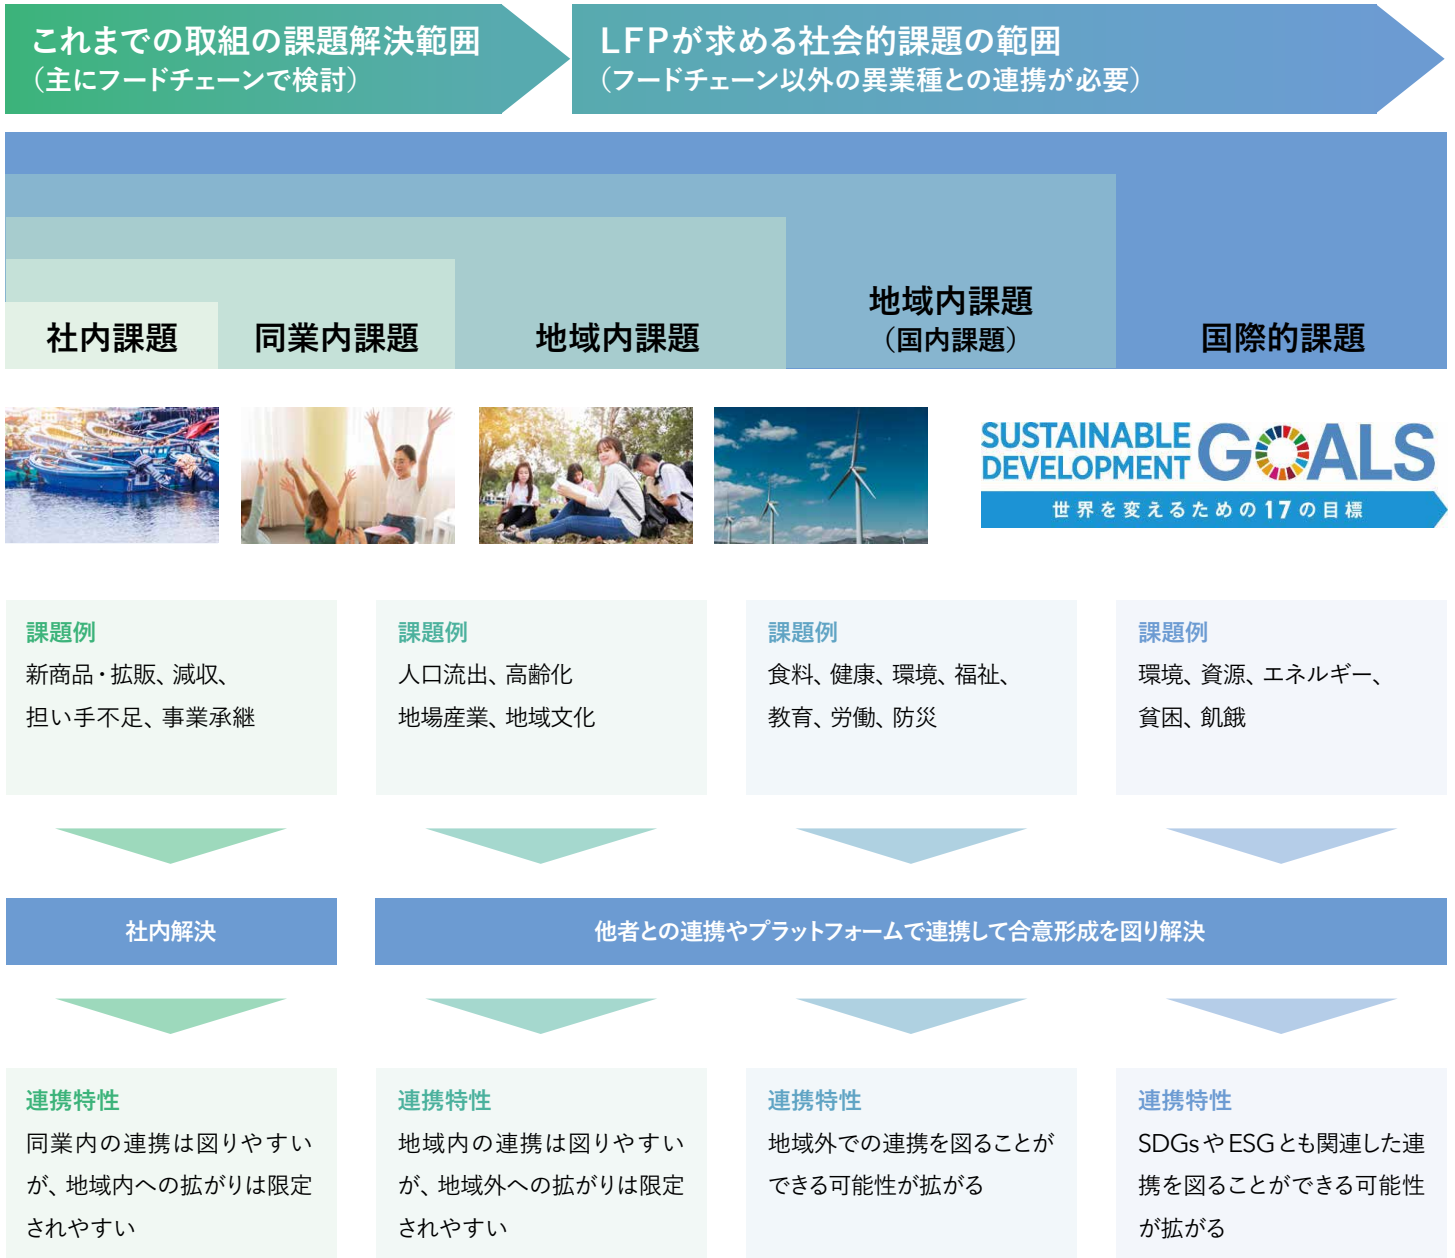 これまでの取組の課題解決範囲
（主にフードチェーンで検討）
LFPが求める社会的課題の範囲
（フードチェーン以外の異業種との連携が必要）
社内課題
同業内課題
地域内課題
地域内課題
（国内課題）
国際的課題
SUSTAINABLE
DEVELOPMENT
GOALS
世界を変えるための17の目標
課題例
新商品・拡販、減収、
担い手不足、事業承継
課題例
人口流出、高齢化
地場産業、地域文化
課題例
食料、健康、環境、福祉、
教育、労働、防災
課題例
環境、資源、エネルギー、
貧困、飢餓
社内解決
他者との連携やプラットフォームで連携して合意形成を図り解決
連携特性
同業内の連携は図りやすい
が、地域内への拡がりは限定
されやすい
連携特性
地域内の連携は図りやすい
が、地域外への拡がりは限定
されやすい
連携特性
地域外での連携を図ることが
できる可能性が拡がる
連携特性
SDGsやESGとも関連した連
携を図ることができる可能性
が拡がる